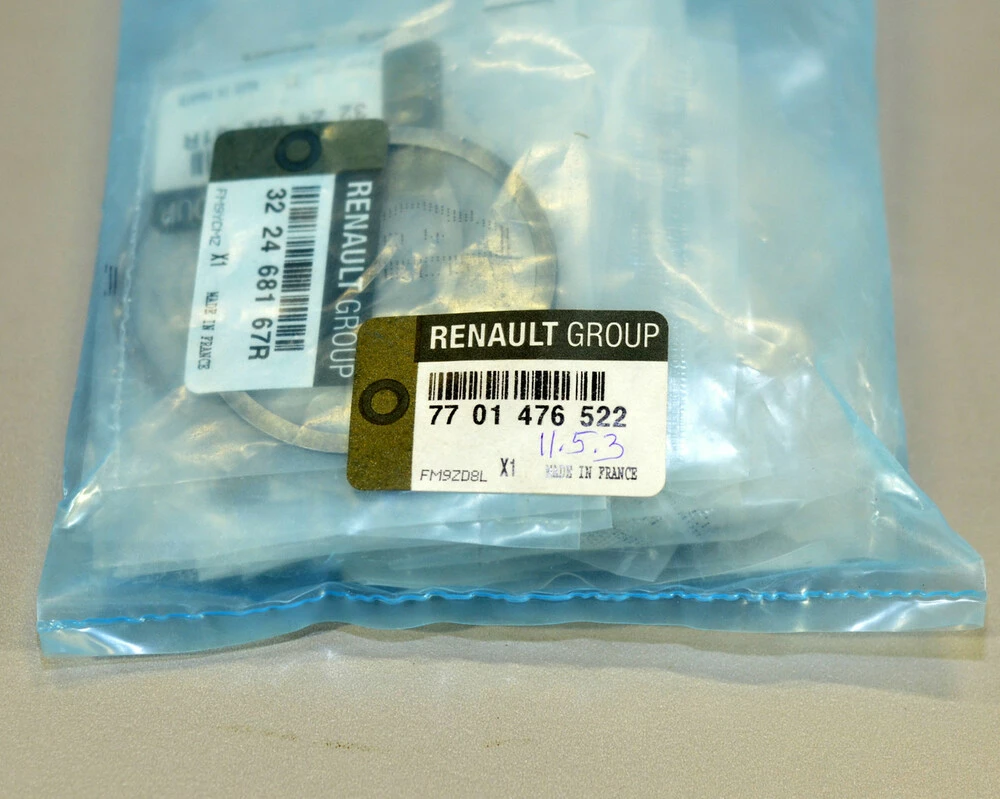 RENAULT GROUP
32 24 681 67R
FM9YCHZ X1 MADE IN FRANCE
RENAULT GROUP
77 01 476 522
11.5.3
FM9ZD8L X1 MADE IN FRANCE